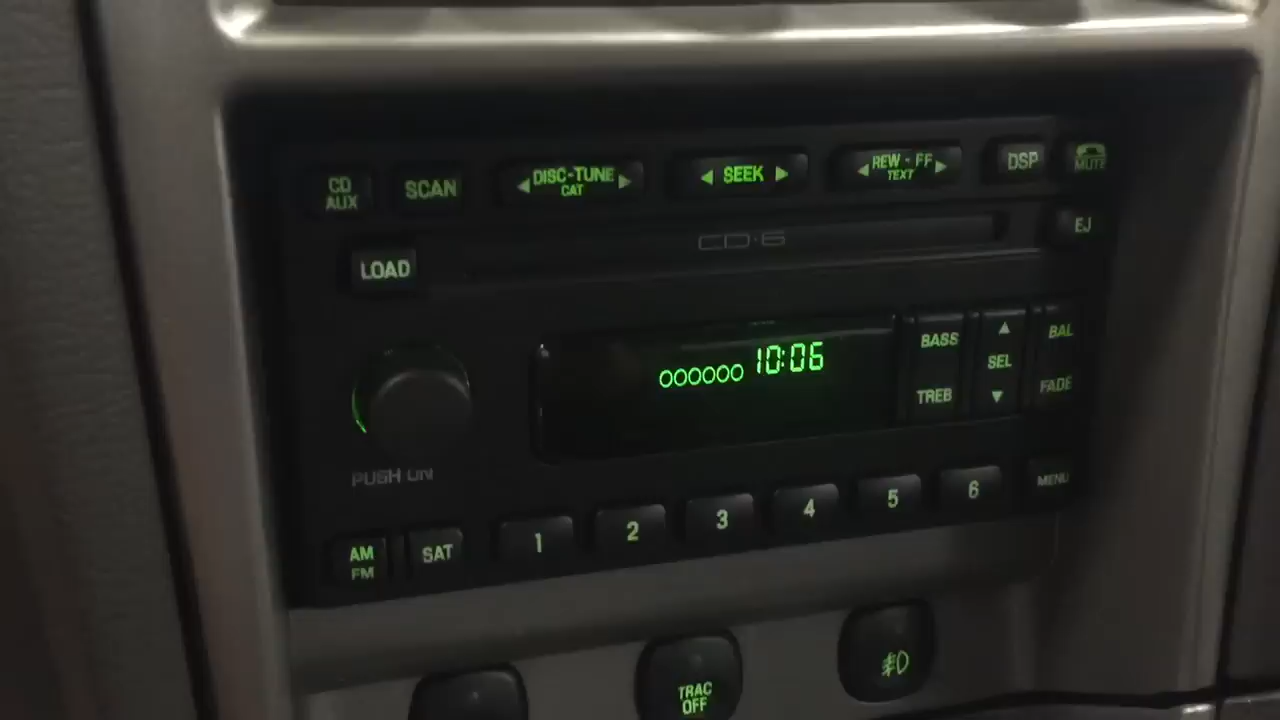 CD
AUX
SCAN
DISC-TUNE
CAT
SEEK
REW - FF
TEXT
DSP
MUTE
CD·6
EJ
LOAD
000000 10:06
BASS
SEL
BAL
TREB
FADE
PUSH ON
MENU
AM
FM
SAT
1
2
3
4
5
6
TRAC
OFF